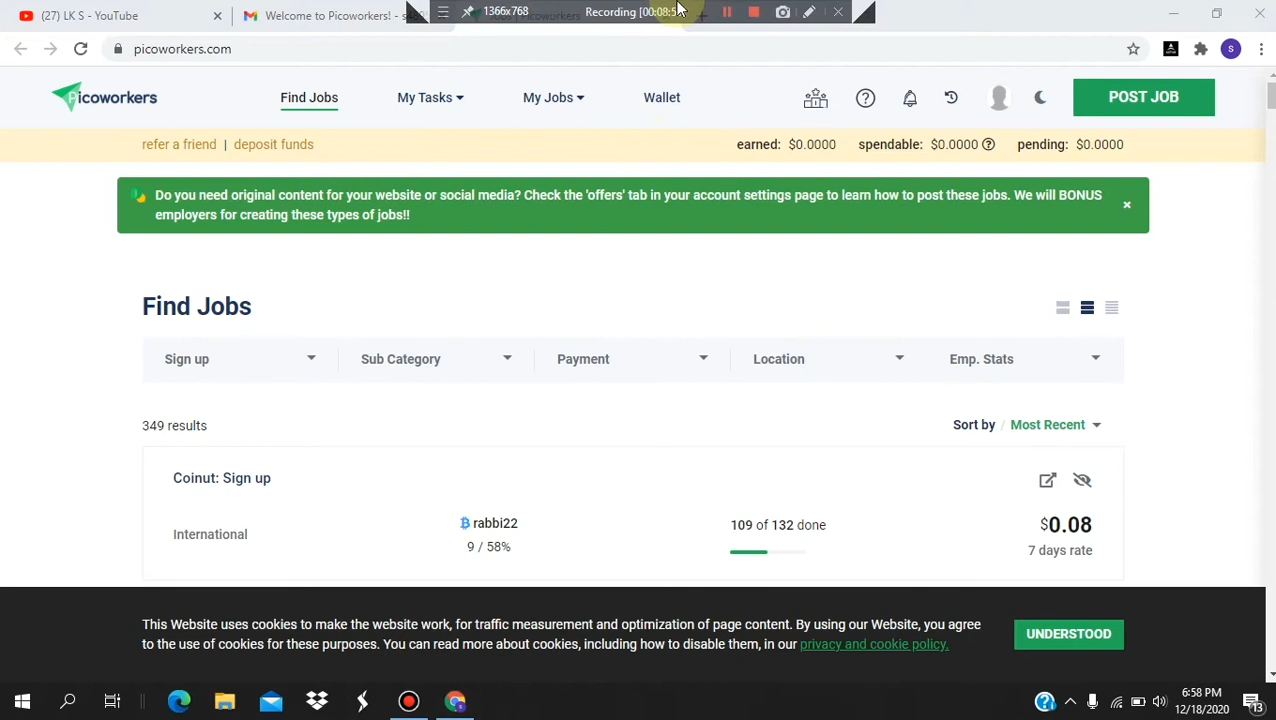 (27) LK S - YouTube
Welcome to Picoworkers! -
1366x768
Recording [00:08:5
picoworkers.com
S
Picoworkers
Find Jobs
My Tasks
My Jobs
Wallet
POST JOB
refer a friend | deposit funds
earned: $0.0000
spendable: $0.0000
pending: $0.0000
Do you need original content for your website or social media? Check the 'offers' tab in your account settings page to learn how to post these jobs. We will BONUS
employers for creating these types of jobs!!
Find Jobs
Sign up
Sub Category
Payment
Location
Emp. Stats
349 results
Sort by / Most Recent
Coinut: Sign up
International
rabbi22
9 / 58%
109 of 132 done
$0.08
7 days rate
This Website uses cookies to make the website work, for traffic measurement and optimization of page content. By using our Website, you agree
to the use of cookies for these purposes. You can read more about cookies, including how to disable them, in our privacy and cookie policy.
UNDERSTOOD
6:58 PM
12/18/2020
13